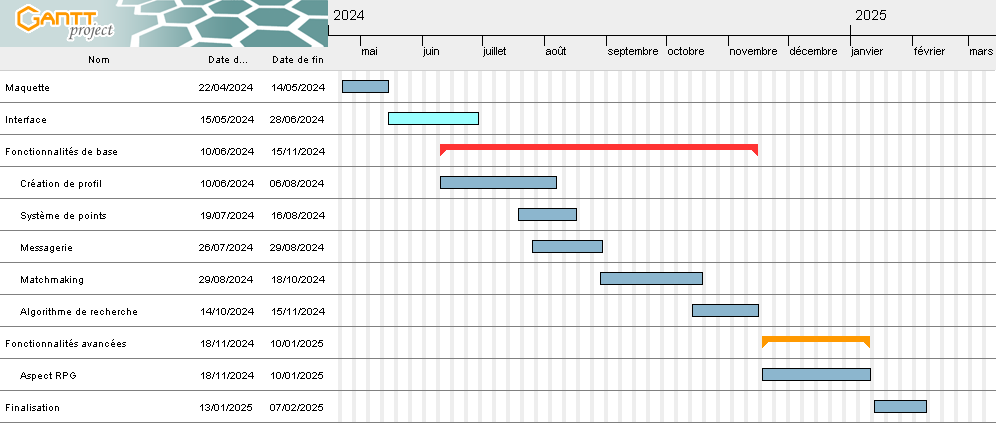 GANTT
project
2024 2025
mai juin juillet août septembre octobre novembre décembre janvier février mars
Nom Date d... Date de fin
Maquette 22/04/2024 14/05/2024
Interface 15/05/2024 28/06/2024
Fonctionnalités de base 10/06/2024 15/11/2024
Création de profil 10/06/2024 06/08/2024
Système de points 19/07/2024 16/08/2024
Messagerie 26/07/2024 29/08/2024
Matchmaking 29/08/2024 18/10/2024
Algorithme de recherche 14/10/2024 15/11/2024
Fonctionnalités avancées 18/11/2024 10/01/2025
Aspect RPG 18/11/2024 10/01/2025
Finalisation 13/01/2025 07/02/2025